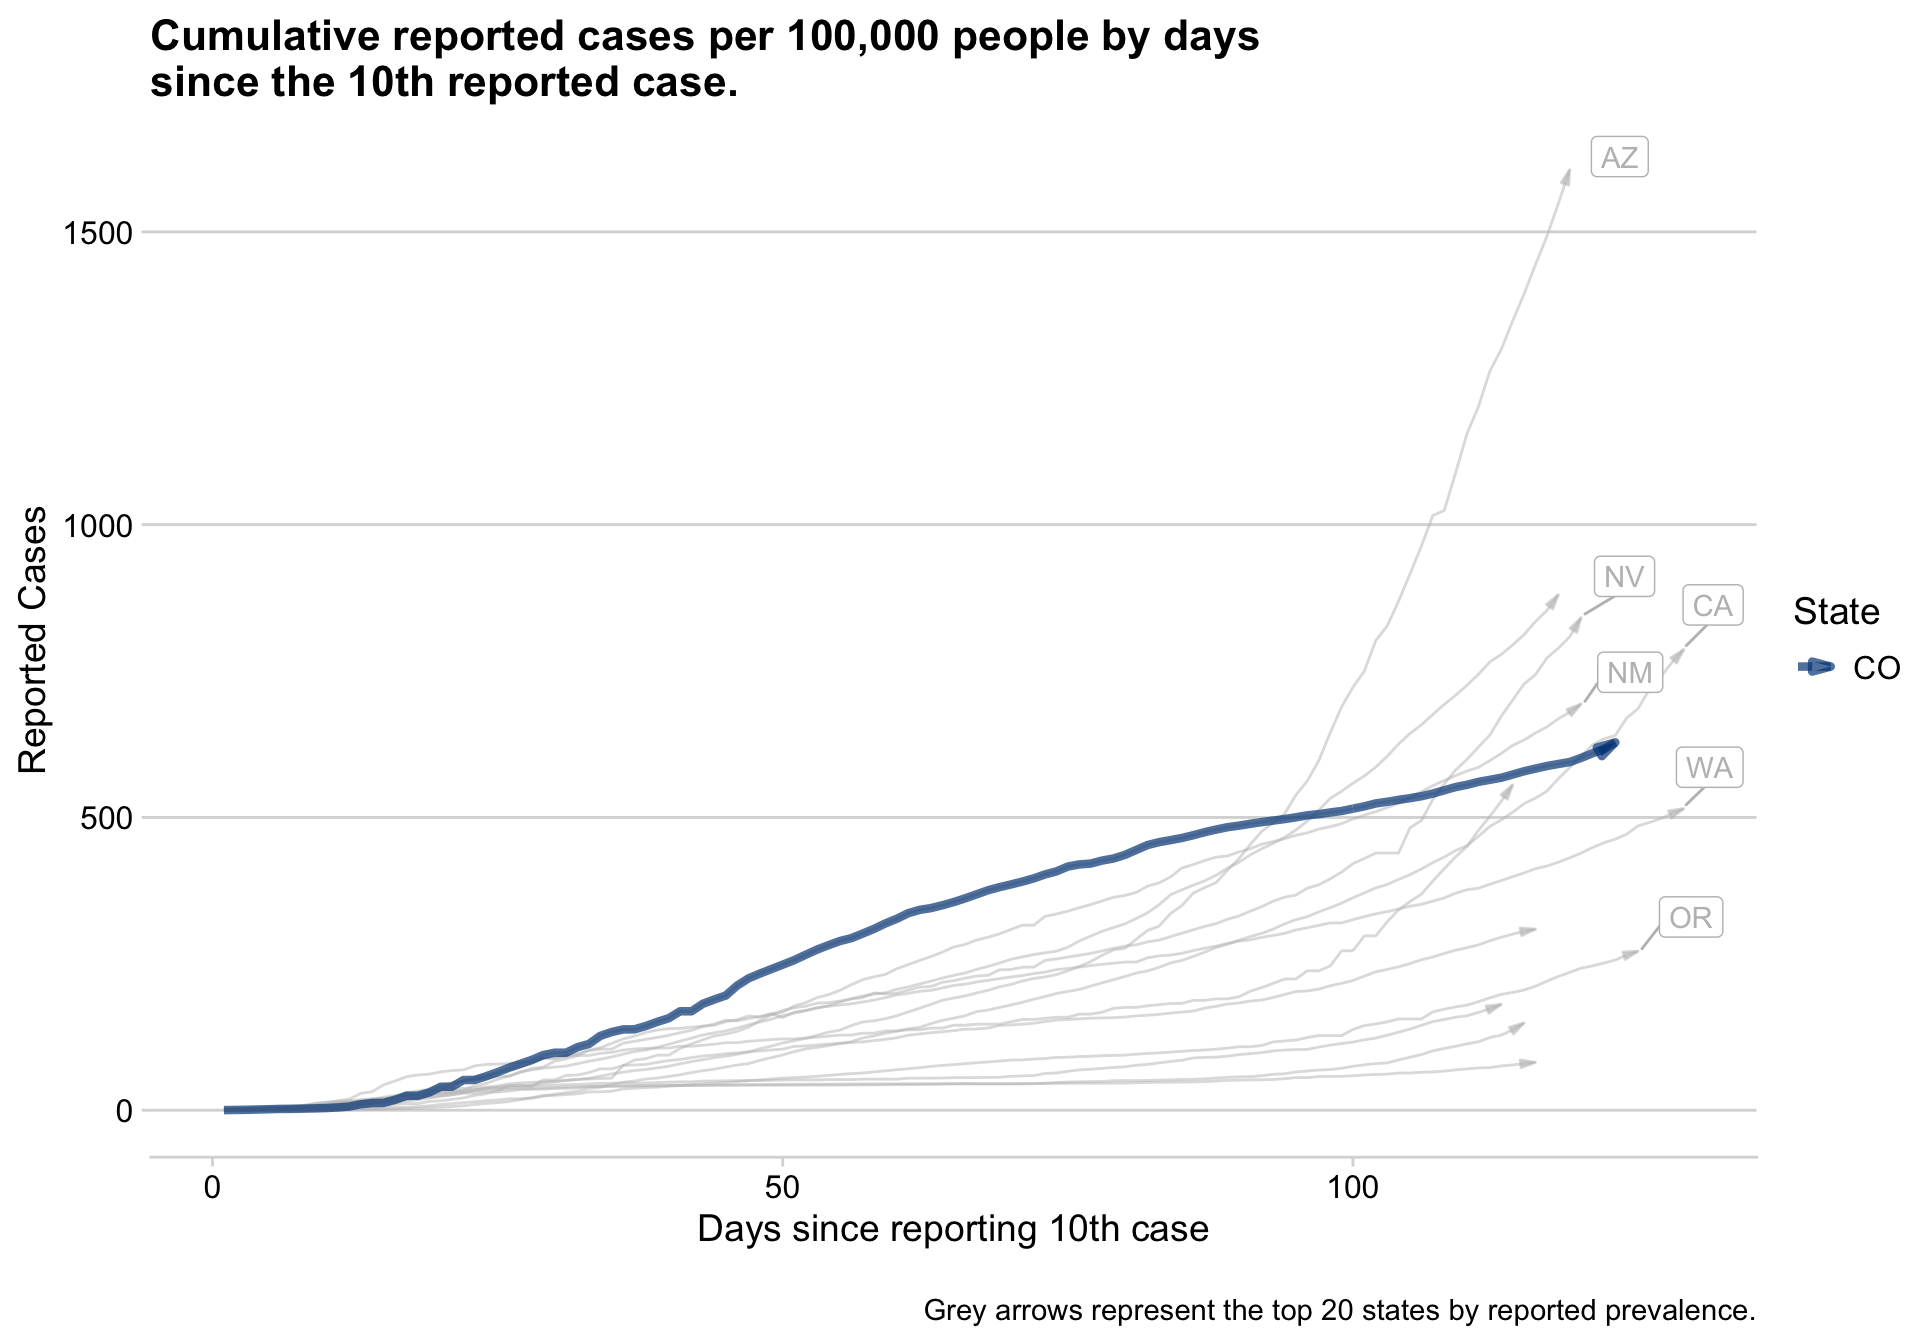 Cumulative reported cases per 100,000 people by days
since the 10th reported case.
AZ
1500
1000
NV
CA
NM
WA
500
OR
0
Reported Cases
State
CO
0 50 100
Days since reporting 10th case
Grey arrows represent the top 20 states by reported prevalence.